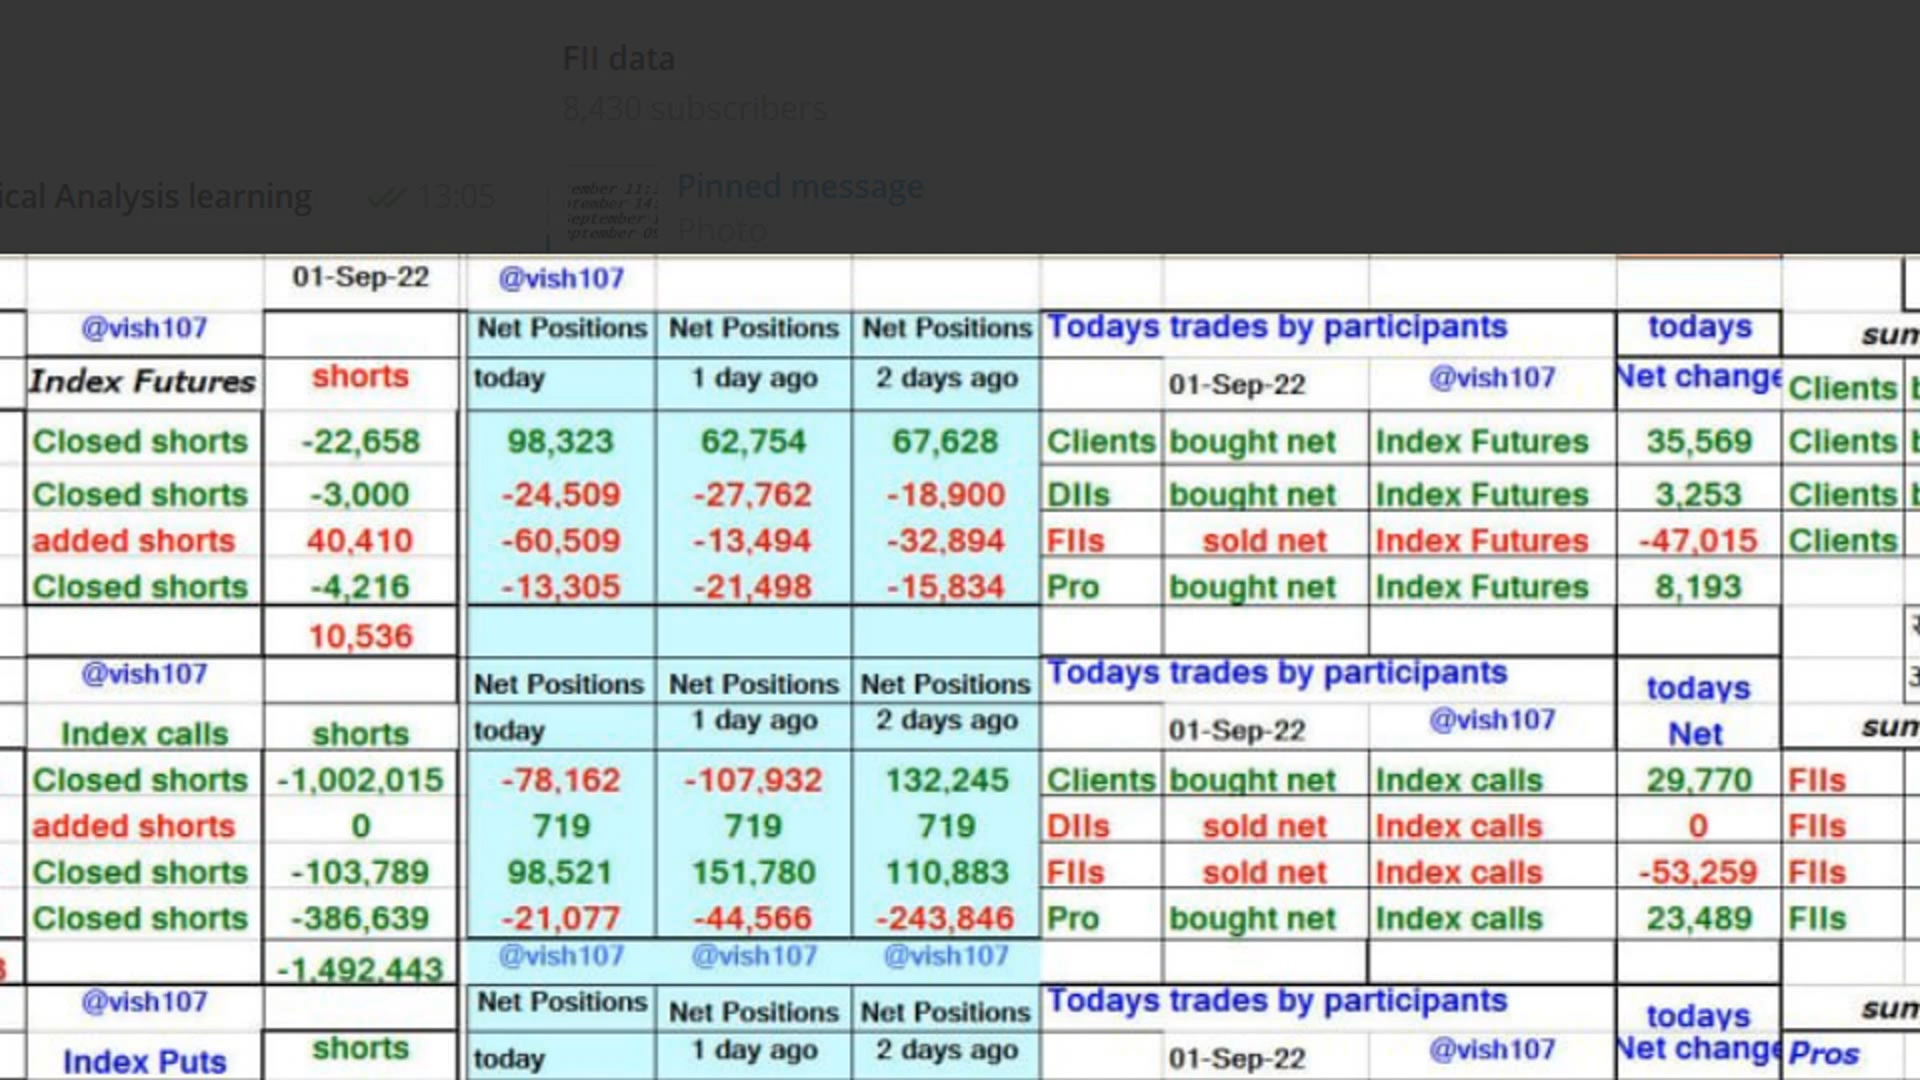 FII data
8,430 subscribers
ical Analysis learning 13:05
Pinned message
Photo
01-Sep-22 @vish107
@vish107 Net Positions Net Positions Net Positions Todays trades by participants todays sum
Index Futures shorts today 1 day ago 2 days ago 01-Sep-22 @vish107 Net change Clients
Closed shorts -22,658 98,323 62,754 67,628 Clients bought net Index Futures 35,569 Clients
Closed shorts -3,000 -24,509 -27,762 -18,900 DIIs bought net Index Futures 3,253 Clients
added shorts 40,410 -60,509 -13,494 -32,894 FIIs sold net Index Futures -47,015 Clients
Closed shorts -4,216 -13,305 -21,498 -15,834 Pro bought net Index Futures 8,193
10,536
@vish107 Net Positions Net Positions Net Positions Todays trades by participants todays
Index calls shorts today 1 day ago 2 days ago 01-Sep-22 @vish107 Net sum
Closed shorts -1,002,015 -78,162 -107,932 132,245 Clients bought net Index calls 29,770 FIIs
added shorts 0 719 719 719 DIIs sold net Index calls 0 FIIs
Closed shorts -103,789 98,521 151,780 110,883 FIIs sold net Index calls -53,259 FIIs
Closed shorts -386,639 -21,077 -44,566 -243,846 Pro bought net Index calls 23,489 FIIs
-1,492,443 @vish107 @vish107 @vish107
@vish107 Net Positions Net Positions Net Positions Todays trades by participants todays sum
Index Puts shorts today 1 day ago 2 days ago 01-Sep-22 @vish107 Net change Pros